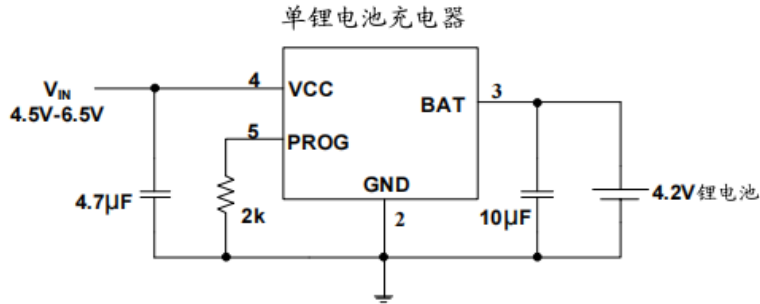 单锂电池充电器
V_IN
4.5V-6.5V
4
VCC
3
BAT
5
PROG
GND
4.7μF
2k
2
10μF
4.2V锂电池